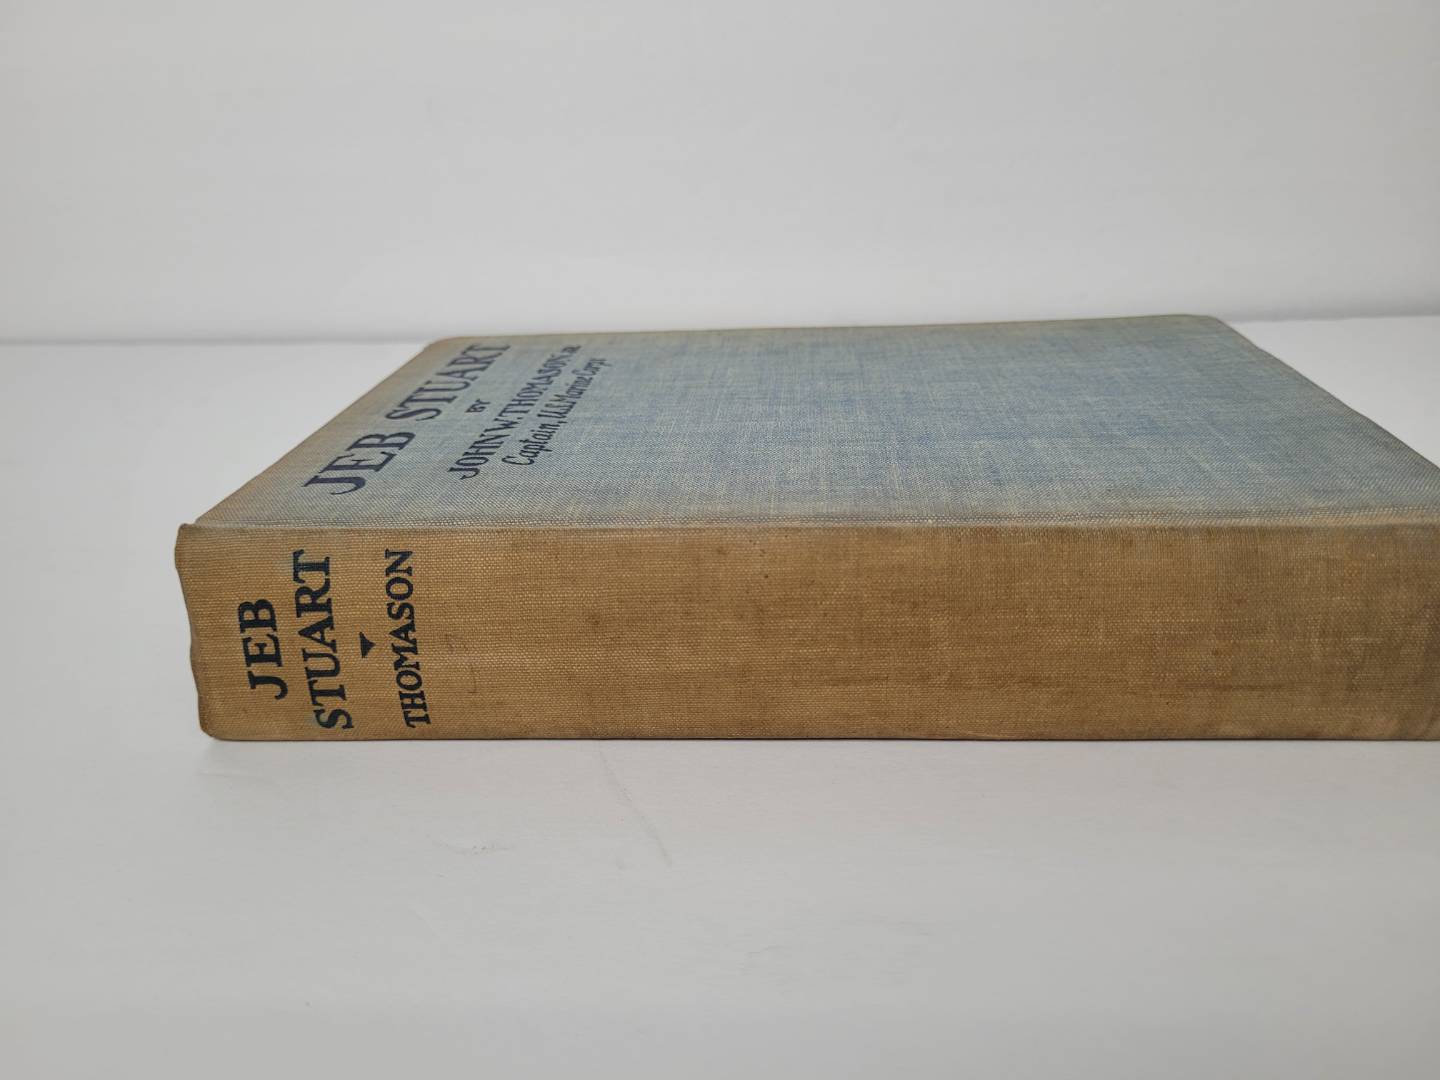 JEB STUART
BY
JOHN W. THOMASON, JR.
Captain, U.S. Marine Corps
JEB
STUART
THOMASON